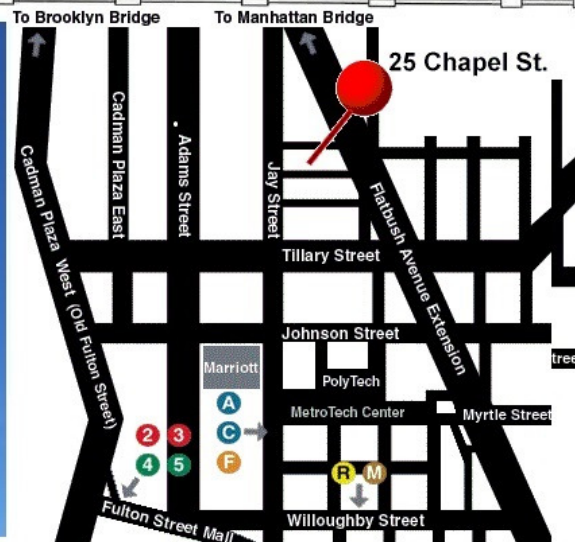 To Brooklyn Bridge
To Manhattan Bridge
25 Chapel St.
Cadman Plaza East
Adams Street
Jay Street
Cadman Plaza West (Old Fulton Street)
Flatbush Avenue Extension
Tillary Street
Johnson Street
Marriott
PolyTech
A
MetroTech Center
Myrtle Street
2 3 C
4 5 F
R M
Fulton Street Mall
Willoughby Street